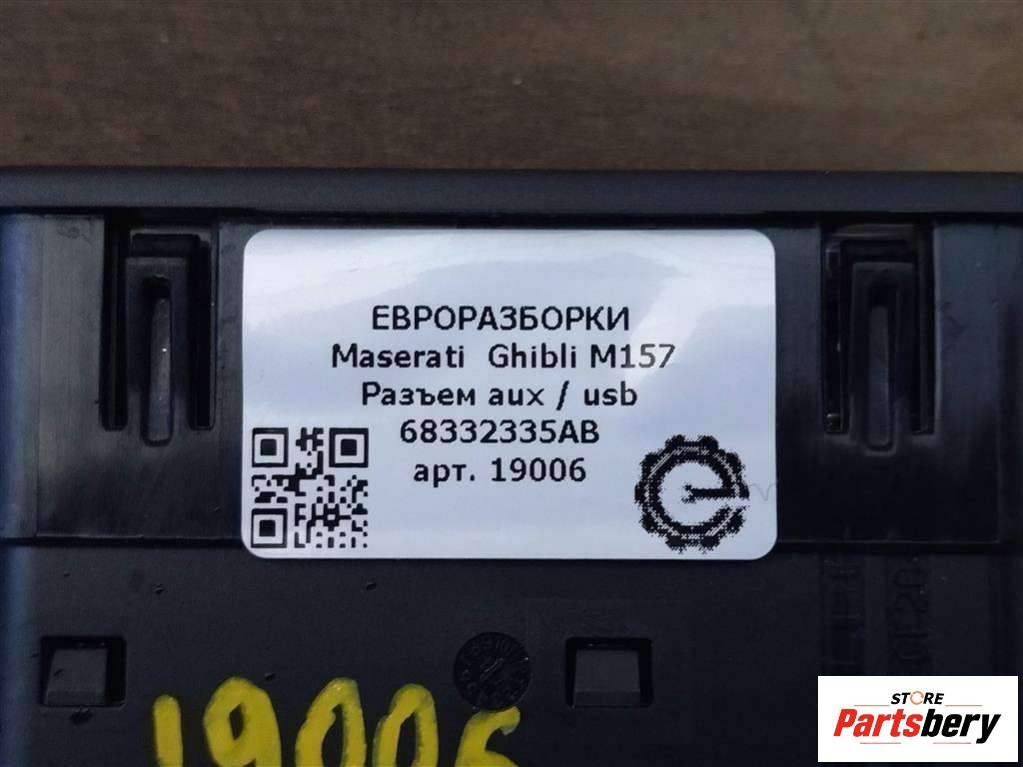 ЕВРОРАЗБОРКИ
Maserati Ghibli M157
Разъем aux / usb
68332335AB
арт. 19006
19006
STORE
Partsbery